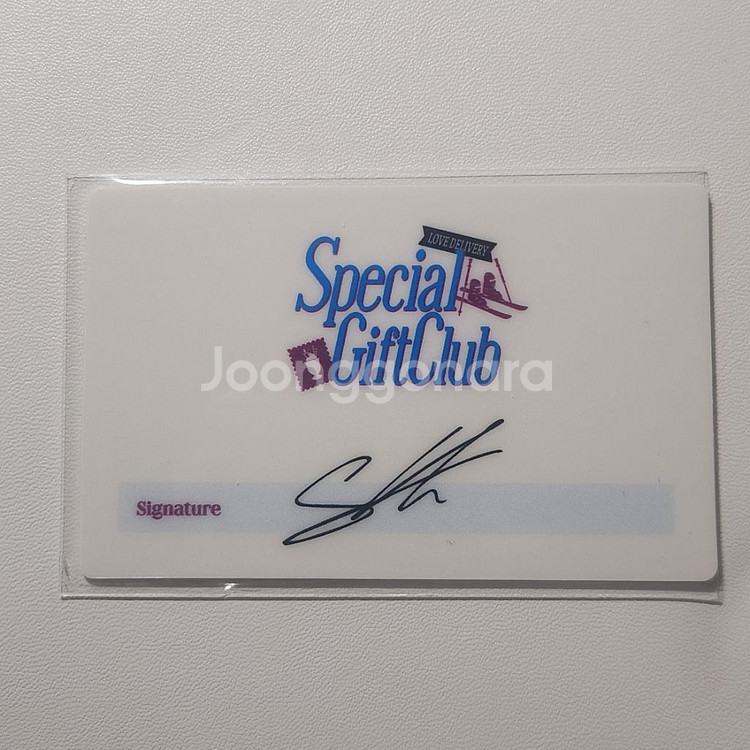 LOVE DELIVERY
Special
GiftClub
Joonggonara
Signature